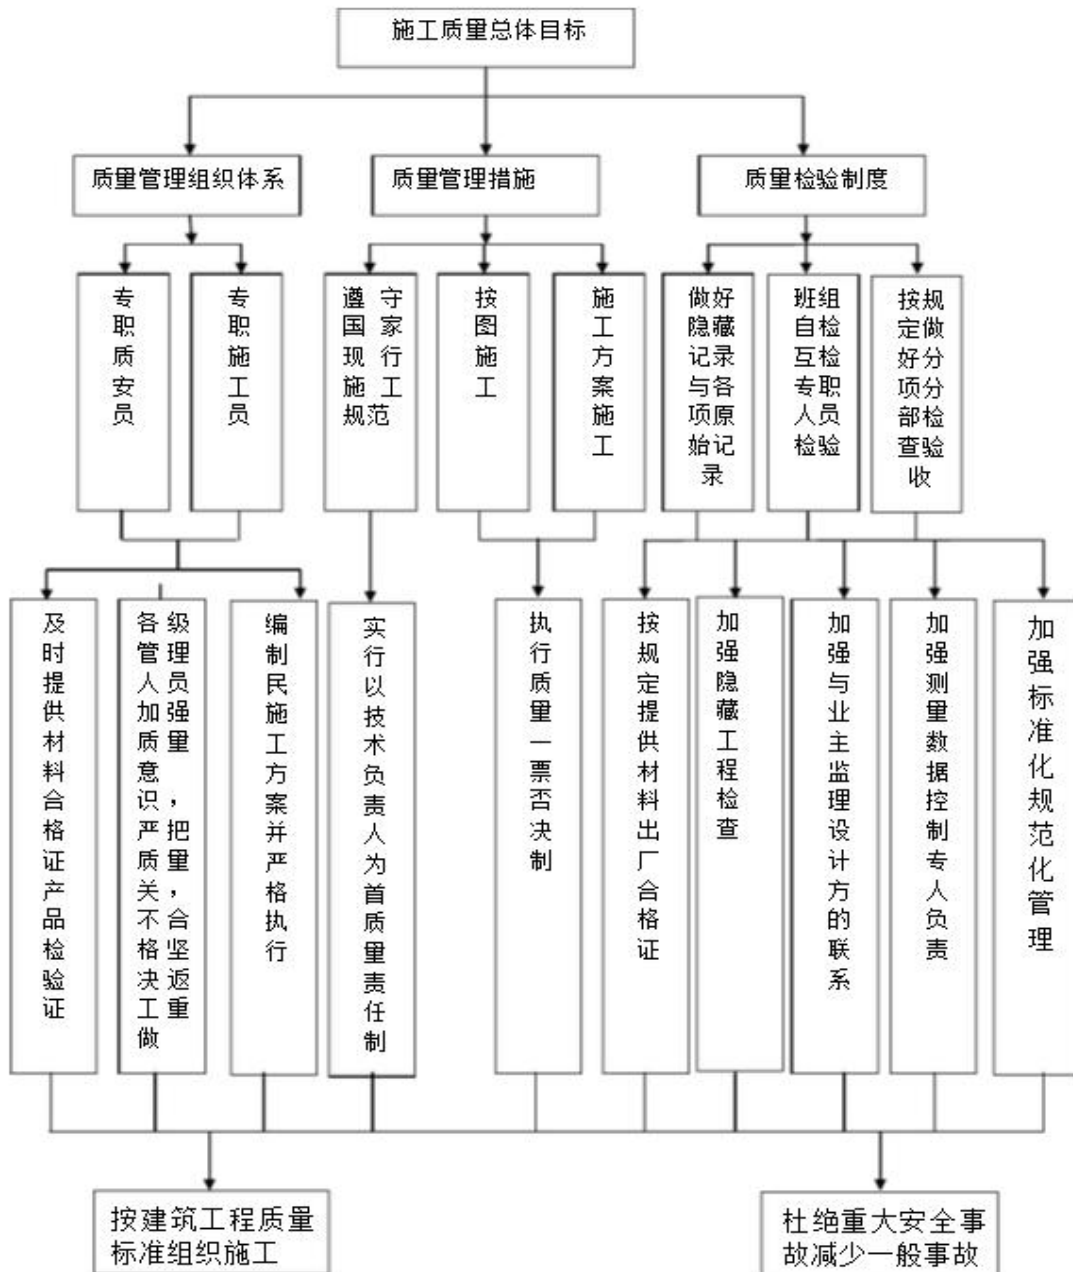 施工质量总体目标
质量管理组织体系
质量管理措施
质量检验制度
专职质安员
专职施工员
遵守
国家
现行
施工
规范
按图施工
施工方案施工
做好
隐藏
记录
与各
项原
始记
录
班组
自检
互检
专职
人员
检验
按规
定做
好分
项分
部检
查验
收
及时提供材料合格证产品检验证
各级
管理
人员
加强
质量
意，
识把
严量
质，
关合
不坚
格返
决重
工
做
编制民施工方案并严格执行
实行以技术负责人为首质量责任制
执行质量一票否决制
按规定提供材料出厂合格证
加强隐藏工程检查
加强与业主监理设计方的联系
加强测量数据控制专人负责
加强标准化规范化管理
按建筑工程质量
标准组织施工
杜绝重大安全事
故减少一般事故